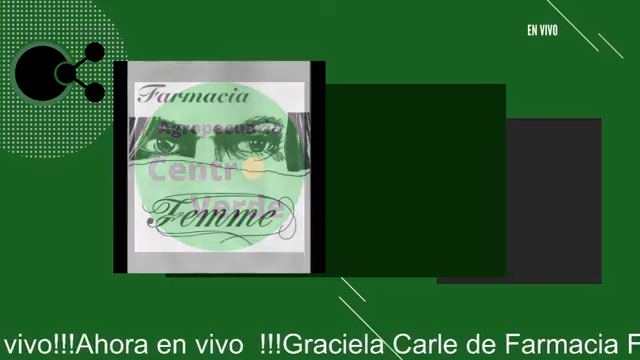 EN VIVO
Farmacia
Agropecuaria
Centro
Verde
Femme
vivo!!!Ahora en vivo !!!Graciela Carle de Farmacia F